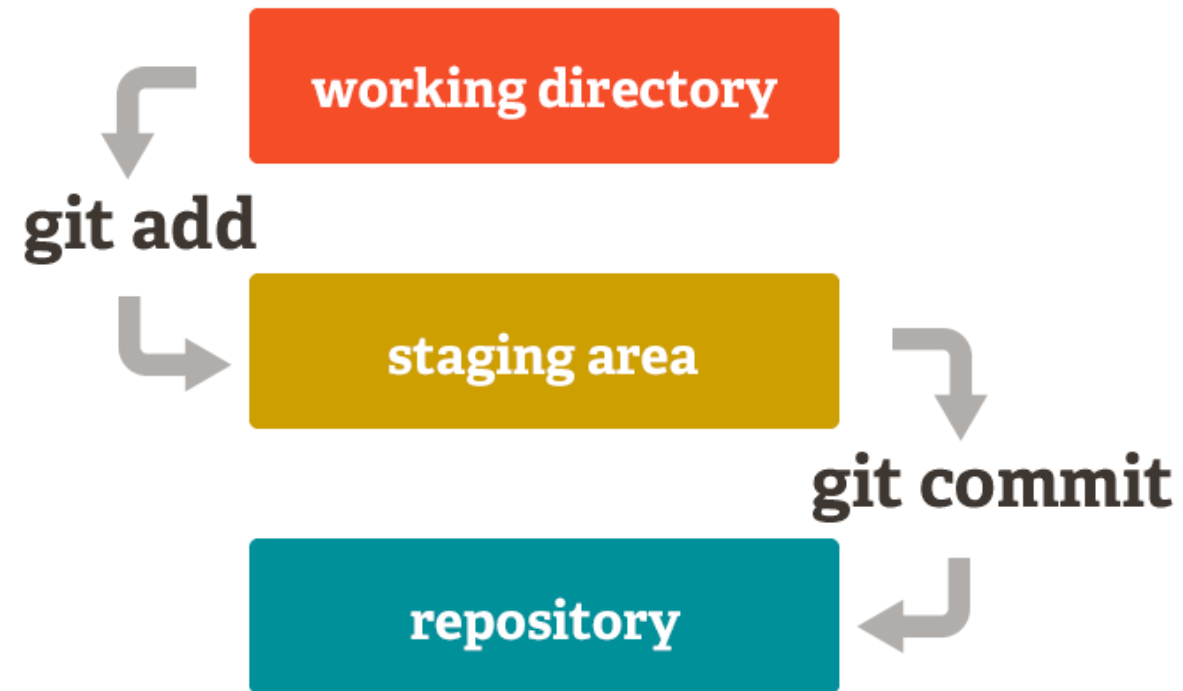 working directory
git add
staging area
git commit
repository